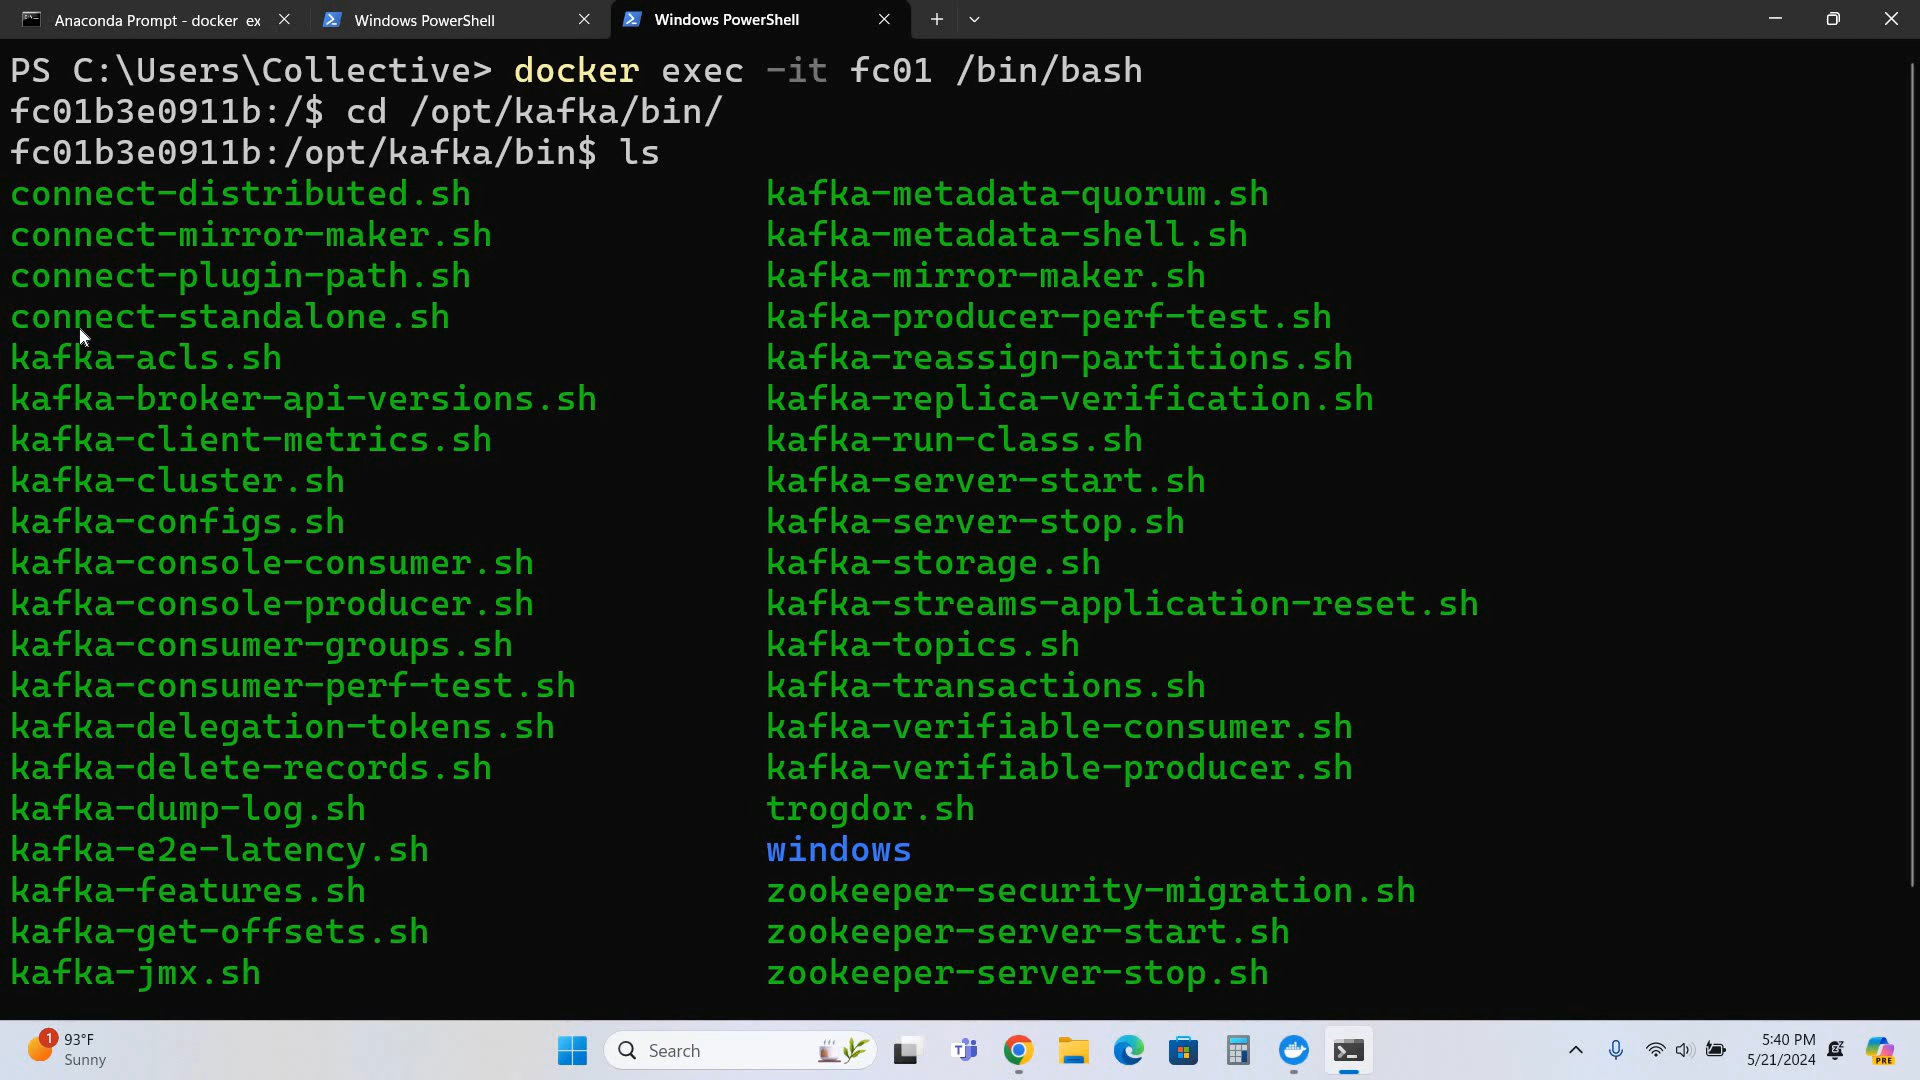 Anaconda Prompt - docker ex
Windows PowerShell
Windows PowerShell
PS C:\Users\Collective> docker exec -it fc01 /bin/bash
fc01b3e0911b:/$ cd /opt/kafka/bin/
fc01b3e0911b:/opt/kafka/bin$ ls
connect-distributed.sh kafka-metadata-quorum.sh
connect-mirror-maker.sh kafka-metadata-shell.sh
connect-plugin-path.sh kafka-mirror-maker.sh
connect-standalone.sh kafka-producer-perf-test.sh
kafka-acls.sh kafka-reassign-partitions.sh
kafka-broker-api-versions.sh kafka-replica-verification.sh
kafka-client-metrics.sh kafka-run-class.sh
kafka-cluster.sh kafka-server-start.sh
kafka-configs.sh kafka-server-stop.sh
kafka-console-consumer.sh kafka-storage.sh
kafka-console-producer.sh kafka-streams-application-reset.sh
kafka-consumer-groups.sh kafka-topics.sh
kafka-consumer-perf-test.sh kafka-transactions.sh
kafka-delegation-tokens.sh kafka-verifiable-consumer.sh
kafka-delete-records.sh kafka-verifiable-producer.sh
kafka-dump-log.sh trogdor.sh
kafka-e2e-latency.sh windows
kafka-features.sh zookeeper-security-migration.sh
kafka-get-offsets.sh zookeeper-server-start.sh
kafka-jmx.sh zookeeper-server-stop.sh
1
93°F
Sunny
Search
5:40 PM
5/21/2024
PRE